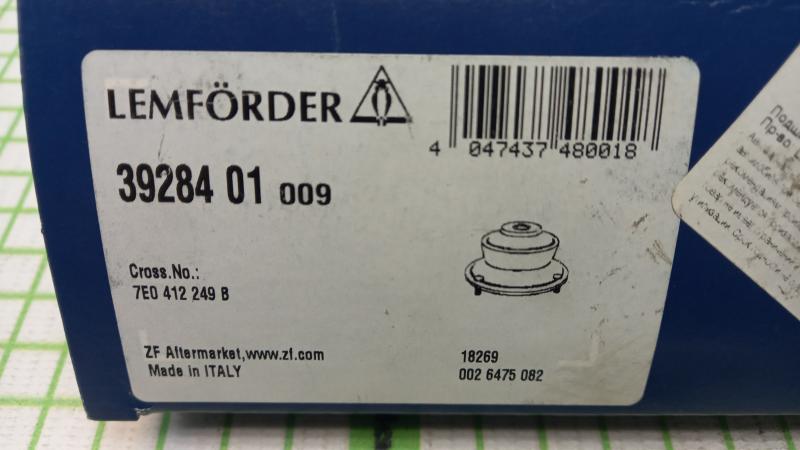 LEMFÖRDER
4 047437 480018
39284 01 009
Cross.No.:
7E0 412 249 B
ZF Aftermarket,www.zf.com
Made in ITALY
18269
002 6475 082